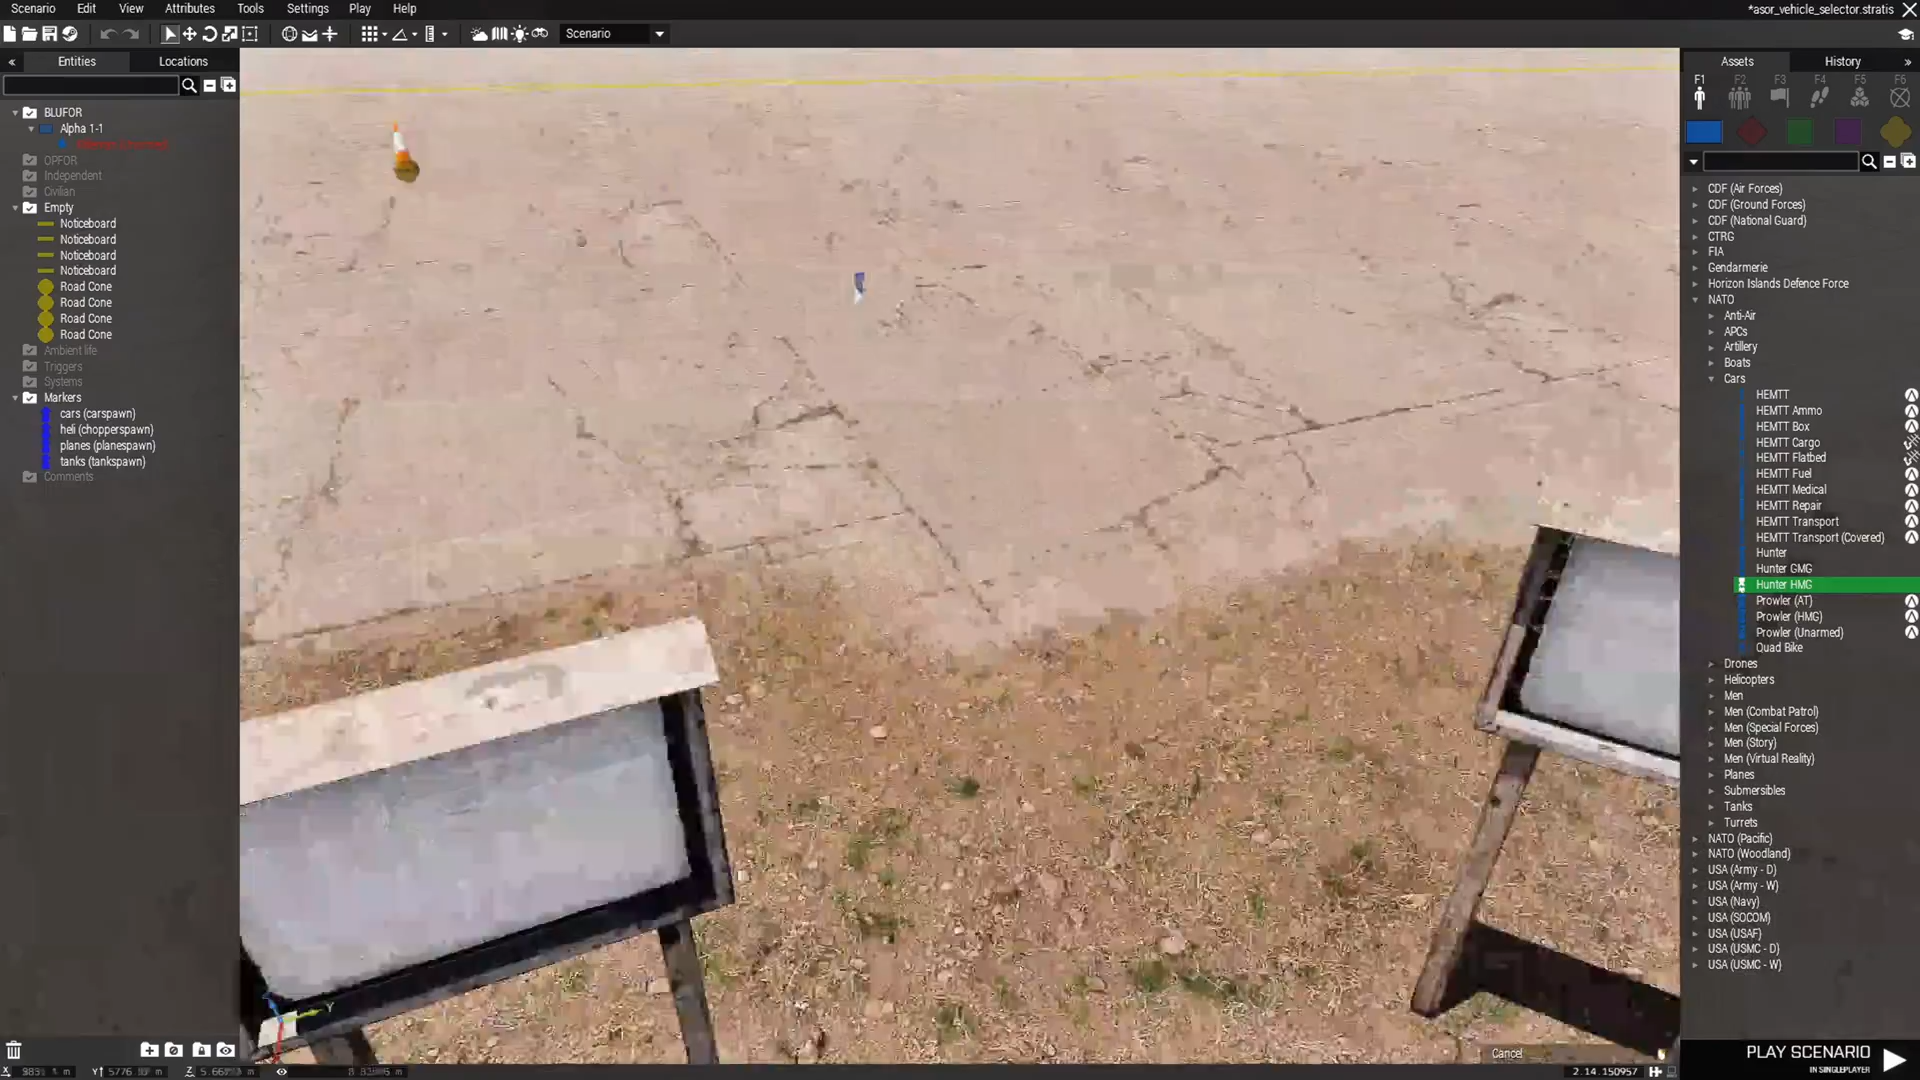 Scenario Edit View Attributes Tools Settings Play Help
*asor_vehicle_selector.stratis
Scenario
Entities Locations
BLUFOR
Alpha 1-1
OPFOR
Independent
Civilian
Empty
Noticeboard
Noticeboard
Noticeboard
Noticeboard
Road Cone
Road Cone
Road Cone
Road Cone
Ambient life
Triggers
Systems
Markers
cars (carspawn)
heli (chopperspawn)
planes (planespawn)
tanks (tankspawn)
Comments
Assets History
F1 F2 F3 F4 F5 F6
CDF (Air Forces)
CDF (Ground Forces)
CDF (National Guard)
CTRG
FIA
Gendarmerie
Horizon Islands Defence Force
NATO
Anti-Air
APCs
Artillery
Boats
Cars
HEMTT
HEMTT Ammo
HEMTT Box
HEMTT Cargo
HEMTT Flatbed
HEMTT Fuel
HEMTT Medical
HEMTT Repair
HEMTT Transport
HEMTT Transport (Covered)
Hunter
Hunter GMG
Hunter HMG
Prowler (AT)
Prowler (HMG)
Prowler (Unarmed)
Quad Bike
Drones
Helicopters
Men
Men (Combat Patrol)
Men (Special Forces)
Men (Story)
Men (Virtual Reality)
Planes
Submersibles
Tanks
Turrets
NATO (Pacific)
NATO (Woodland)
USA (Army - D)
USA (Army - W)
USA (Navy)
USA (SOCOM)
USA (USAF)
USA (USMC - D)
USA (USMC - W)
Y
Cancel
PLAY SCENARIO
IN SINGLEPLAYER
X m Y 5776 m Z m m
2.14.150957